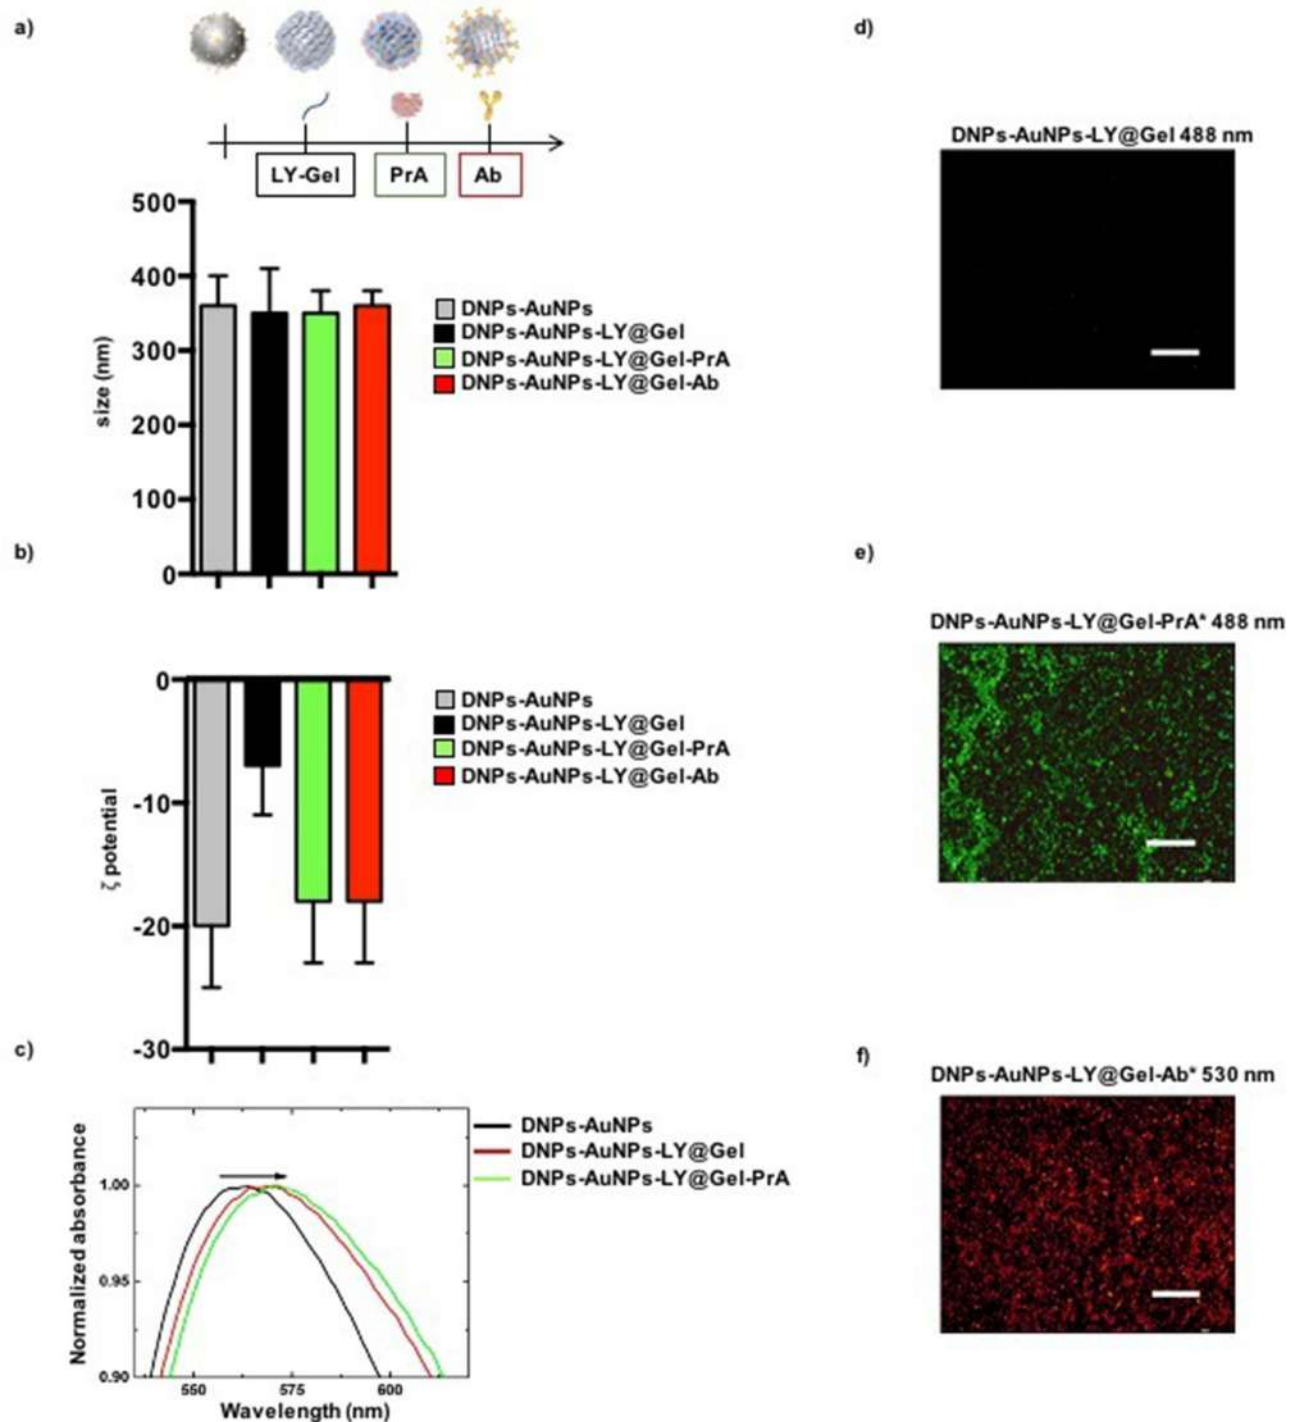 a)
LY-Gel
PrA
Ab
500
400
300
200
100
0
size (nm)
DNPs-AuNPs
DNPs-AuNPs-LY@Gel
DNPs-AuNPs-LY@Gel-PrA
DNPs-AuNPs-LY@Gel-Ab
b)
0
-10
-20
-30
ζ potential
DNPs-AuNPs
DNPs-AuNPs-LY@Gel
DNPs-AuNPs-LY@Gel-PrA
DNPs-AuNPs-LY@Gel-Ab
c)
1.00
0.95
0.90
Normalized absorbance
550
575
600
Wavelength (nm)
DNPs-AuNPs
DNPs-AuNPs-LY@Gel
DNPs-AuNPs-LY@Gel-PrA
d)
DNPs-AuNPs-LY@Gel 488 nm
e)
DNPs-AuNPs-LY@Gel-PrA* 488 nm
f)
DNPs-AuNPs-LY@Gel-Ab* 530 nm